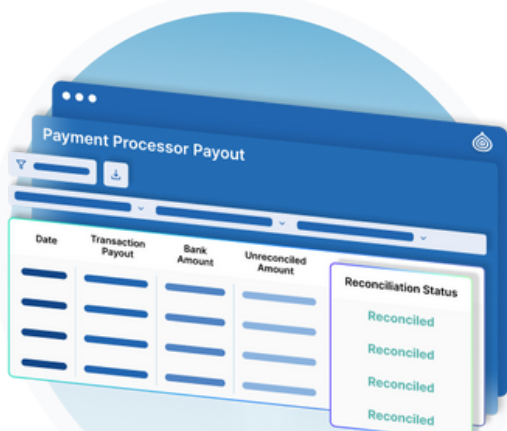 Payment Processor Payout
Date
Transaction
Payout
Bank
Amount
Unreconciled
Amount
Reconciliation Status
Reconciled
Reconciled
Reconciled
Reconciled